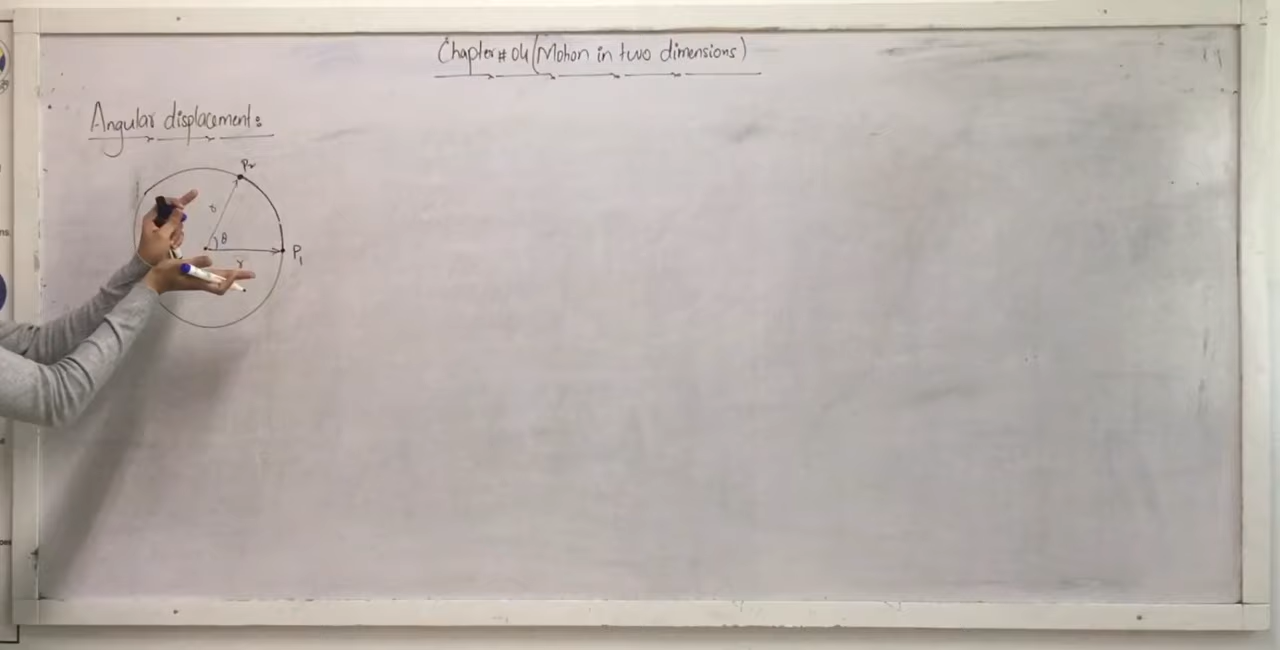 Chapter # 04 (Motion in two dimensions)
Angular displacement:
P₂
r
θ
P₁
r